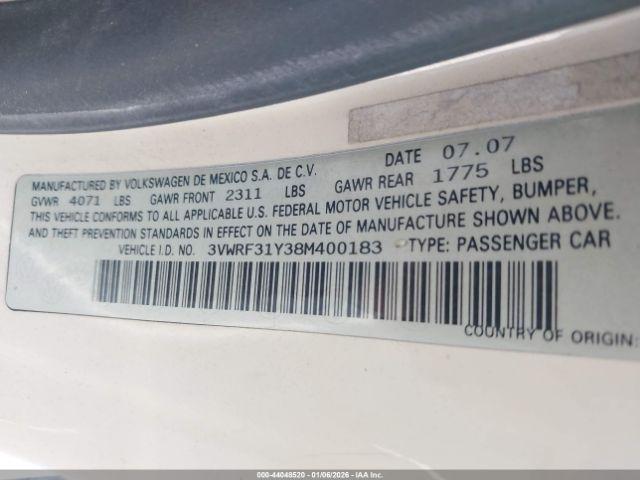 MANUFACTURED BY VOLKSWAGEN DE MEXICO S.A. DE C.V. DATE 07.07
GVWR 4071 LBS GAWR FRONT 2311 LBS GAWR REAR 1775 LBS
THIS VEHICLE CONFORMS TO ALL APPLICABLE U.S. FEDERAL MOTOR VEHICLE SAFETY, BUMPER,
AND THEFT PREVENTION STANDARDS IN EFFECT ON THE DATE OF MANUFACTURE SHOWN ABOVE.
VEHICLE I.D. NO. 3VWRF31Y38M400183 TYPE: PASSENGER CAR
COUNTRY OF ORIGIN:
000-44048520 - 01/06/2026 - IAA Inc.